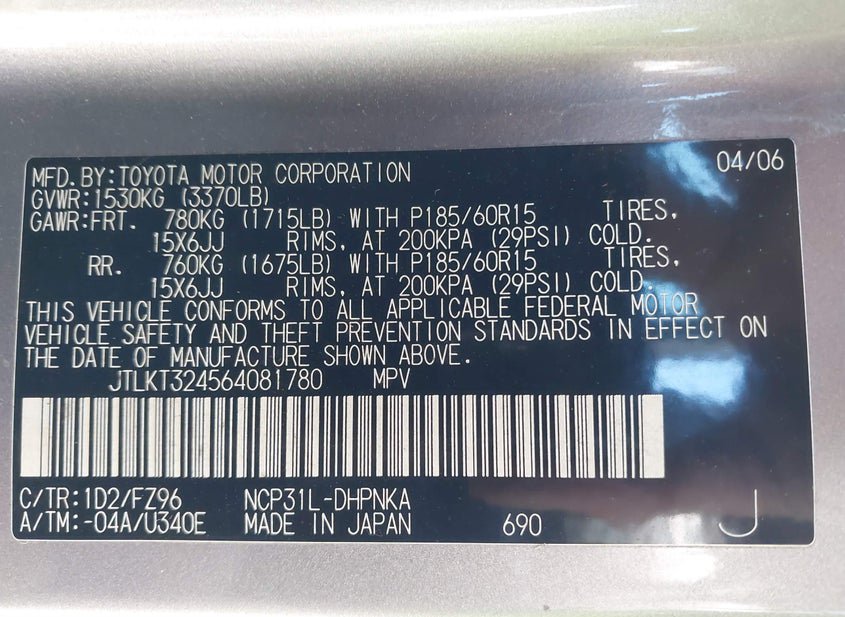 MFD. BY: TOYOTA MOTOR CORPORATION 04/06
GVWR: 1530KG (3370LB)
GAWR: FRT. 780KG (1715LB) WITH P185/60R15 TIRES,
15X6JJ RIMS, AT 200KPA (29PSI) COLD.
RR. 760KG (1675LB) WITH P185/60R15 TIRES,
15X6JJ RIMS, AT 200KPA (29PSI) COLD.
THIS VEHICLE CONFORMS TO ALL APPLICABLE FEDERAL MOTOR
VEHICLE SAFETY AND THEFT PREVENTION STANDARDS IN EFFECT ON
THE DATE OF MANUFACTURE SHOWN ABOVE.
JTLKT324564081780 MPV
C/TR: 1D2/FZ96 NCP31L-DHPNKA
A/TM: -04A/U340E MADE IN JAPAN 690 J